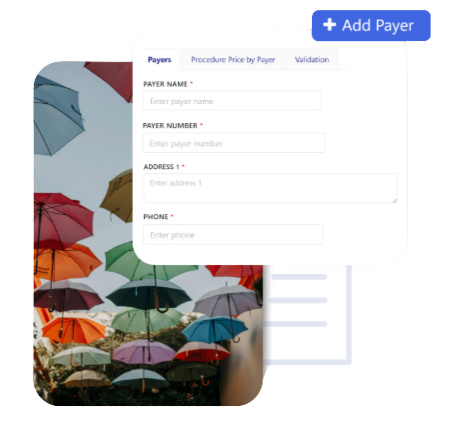 + Add Payer
Payers Procedure Price by Payer Validation
PAYER NAME *
Enter payer name
PAYER NUMBER *
Enter payer number
ADDRESS 1 *
Enter address 1
PHONE *
Enter phone